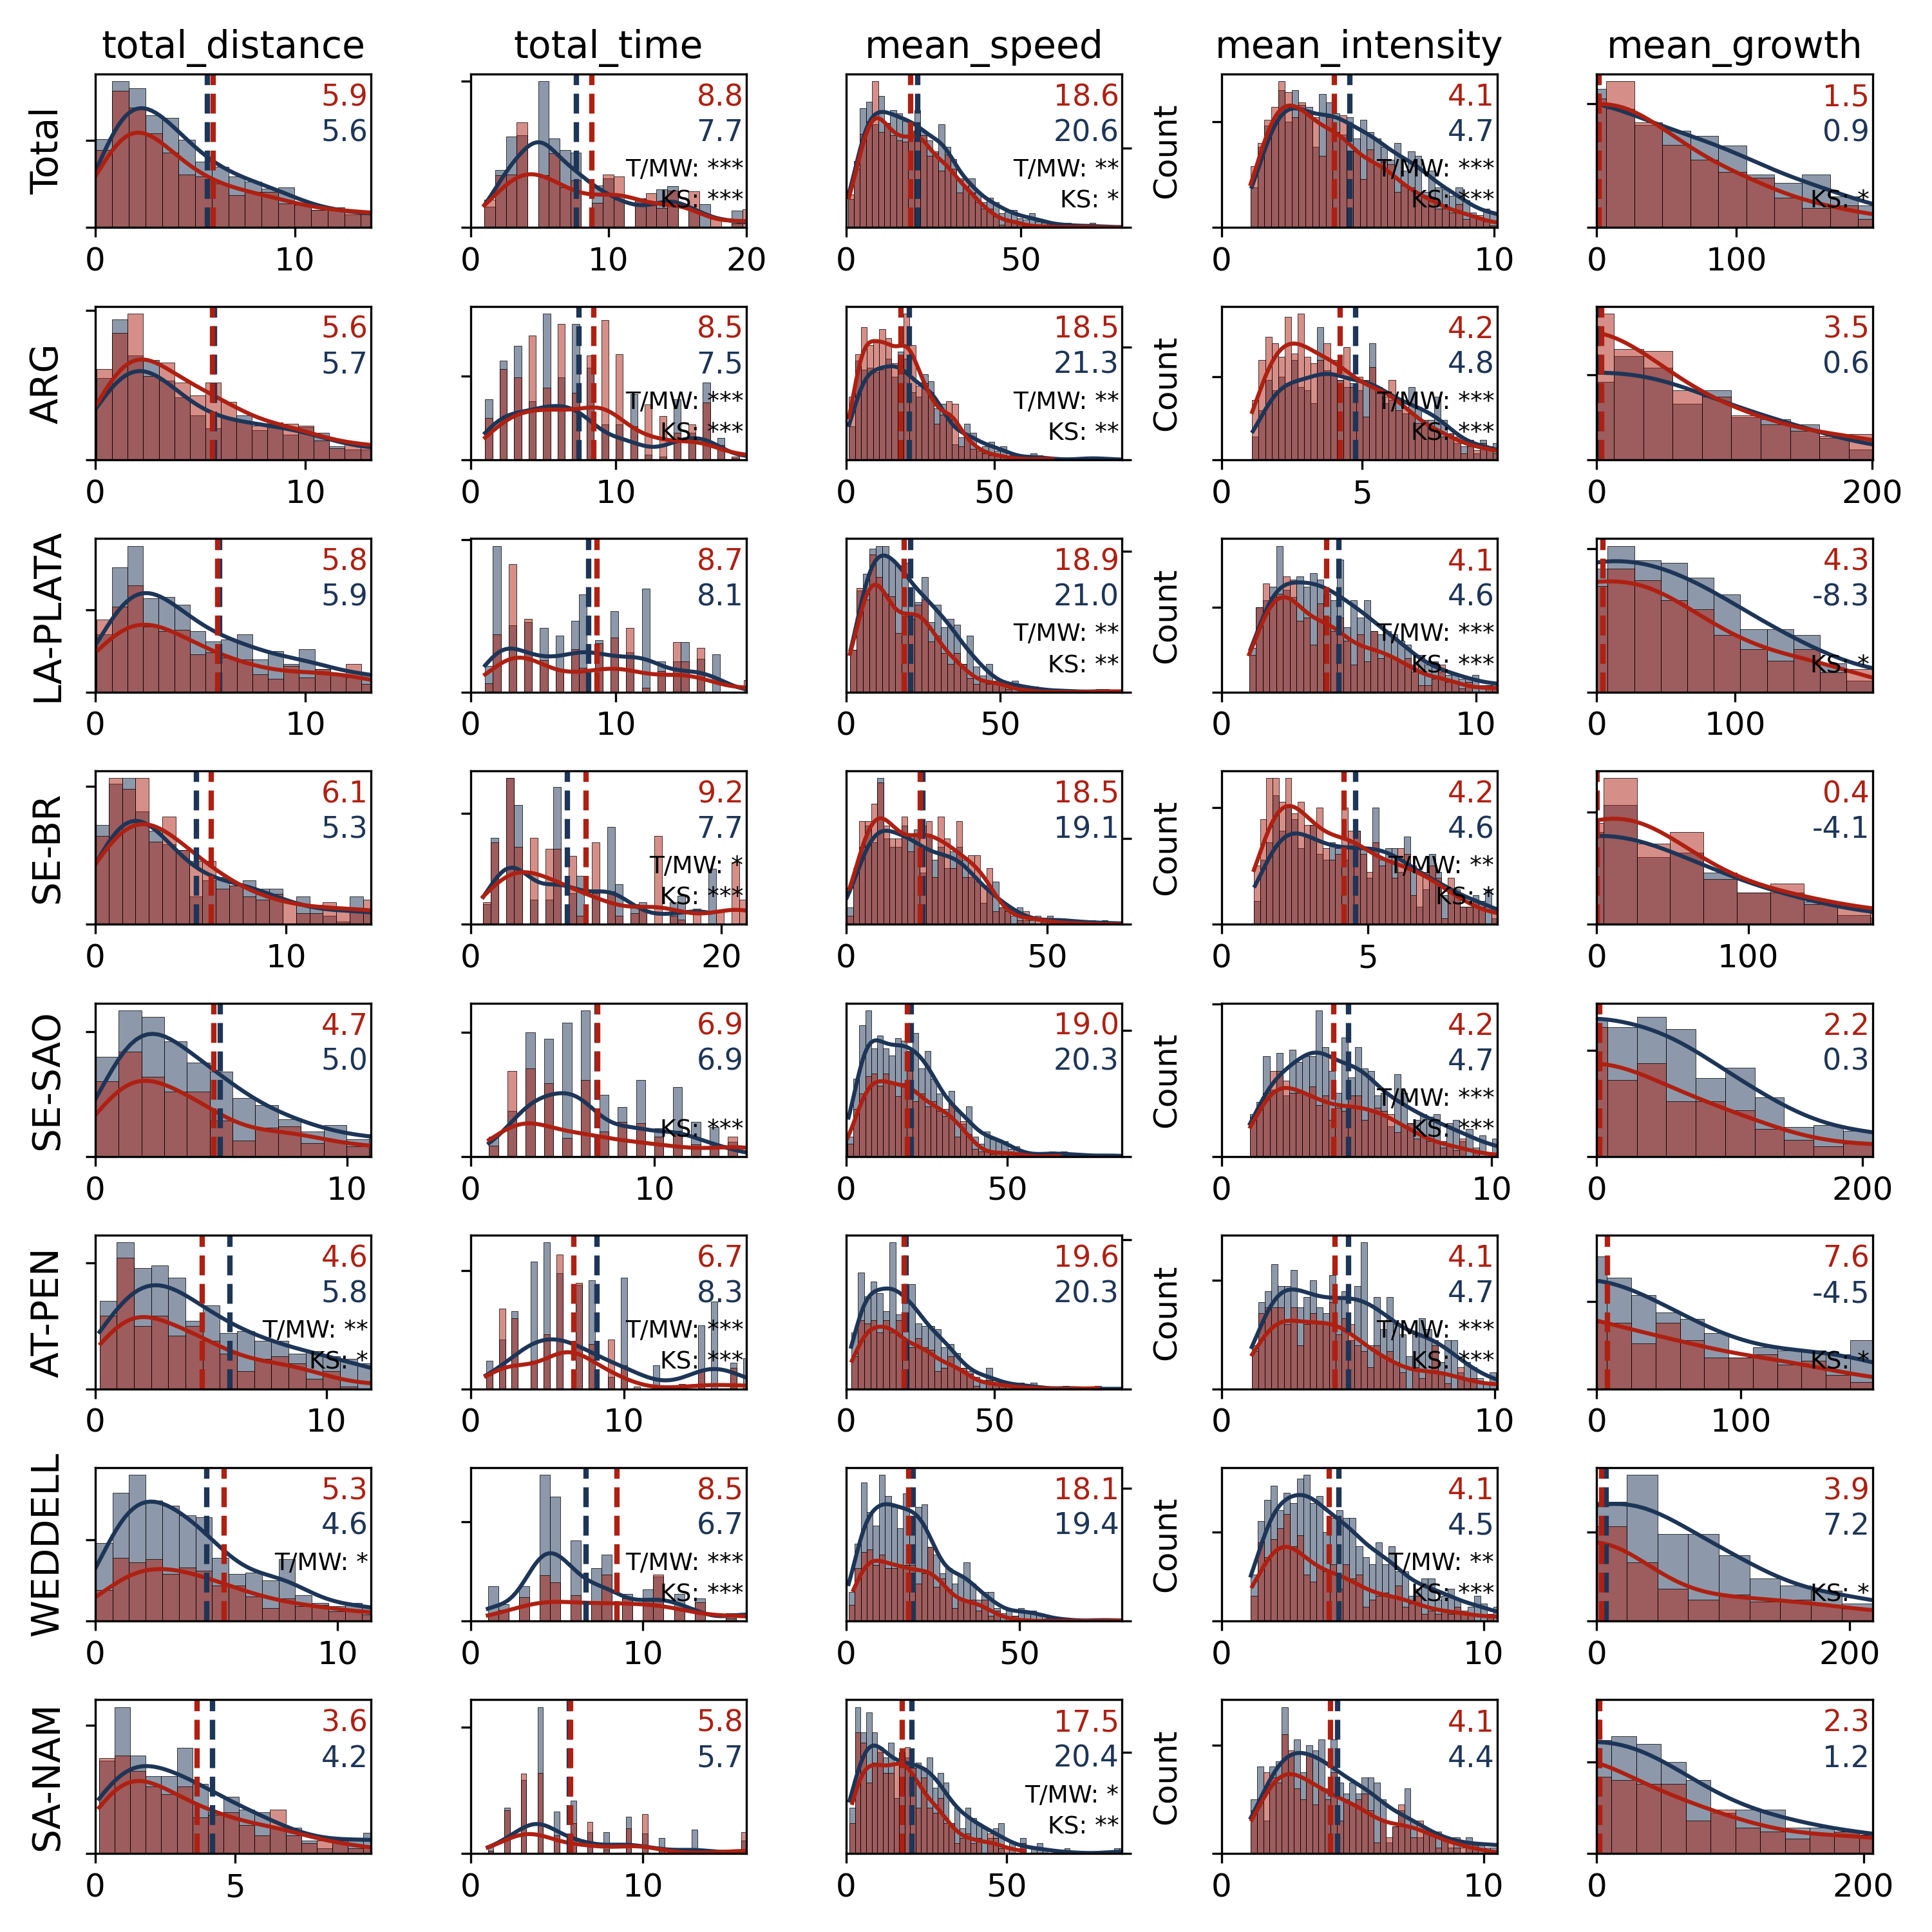 total_distance total_time mean_speed mean_intensity mean_growth
Total
5.9
5.6
0 10
8.8
7.7
T/MW: ***
KS: ***
0 10 20
18.6
20.6
T/MW: **
KS: *
0 50
Count
4.1
4.7
T/MW: ***
KS: ***
0 10
1.5
0.9
KS: *
0 100
ARG
5.6
5.7
0 10
8.5
7.5
T/MW: ***
KS: ***
0 10
18.5
21.3
T/MW: **
KS: **
0 50
Count
4.2
4.8
T/MW: ***
KS: ***
0 5
3.5
0.6
0 200
LA-PLATA
5.8
5.9
0 10
8.7
8.1
0 10
18.9
21.0
T/MW: **
KS: **
0 50
Count
4.1
4.6
T/MW: ***
KS: ***
0 10
4.3
-8.3
KS: *
0 100
SE-BR
6.1
5.3
0 10
9.2
7.7
T/MW: *
KS: ***
0 20
18.5
19.1
0 50
Count
4.2
4.6
T/MW: **
KS: *
0 5
0.4
-4.1
0 100
SE-SAO
4.7
5.0
0 10
6.9
6.9
KS: ***
0 10
19.0
20.3
0 50
Count
4.2
4.7
T/MW: ***
KS: ***
0 10
2.2
0.3
0 200
AT-PEN
4.6
5.8
T/MW: **
KS: *
0 10
6.7
8.3
T/MW: ***
KS: ***
0 10
19.6
20.3
0 50
Count
4.1
4.7
T/MW: ***
KS: ***
0 10
7.6
-4.5
KS: *
0 100
WEDDELL
5.3
4.6
T/MW: *
0 10
8.5
6.7
T/MW: ***
KS: ***
0 10
18.1
19.4
0 50
Count
4.1
4.5
T/MW: **
KS: ***
0 10
3.9
7.2
KS: *
0 200
SA-NAM
3.6
4.2
0 5
5.8
5.7
0 10
17.5
20.4
T/MW: *
KS: **
0 50
Count
4.1
4.4
0 10
2.3
1.2
0 200